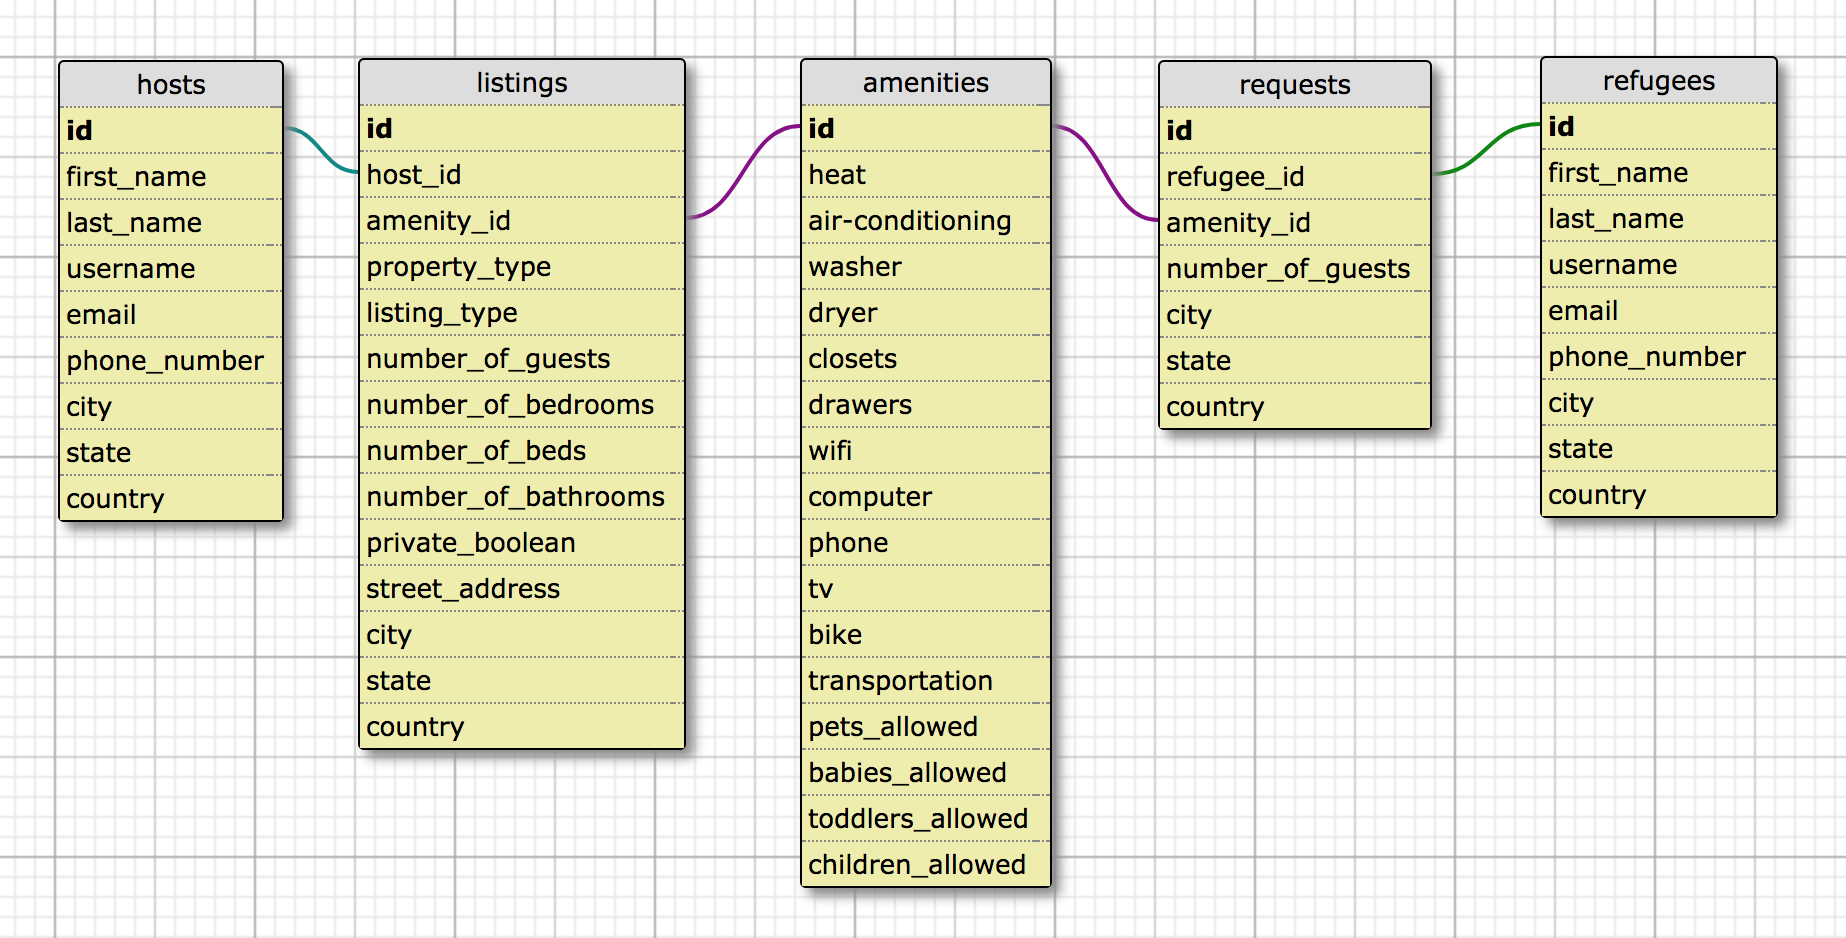 hosts
id
first_name
last_name
username
email
phone_number
city
state
country
listings
id
host_id
amenity_id
property_type
listing_type
number_of_guests
number_of_bedrooms
number_of_beds
number_of_bathrooms
private_boolean
street_address
city
state
country
amenities
id
heat
air-conditioning
washer
dryer
closets
drawers
wifi
computer
phone
tv
bike
transportation
pets_allowed
babies_allowed
toddlers_allowed
children_allowed
requests
id
refugee_id
amenity_id
number_of_guests
city
state
country
refugees
id
first_name
last_name
username
email
phone_number
city
state
country